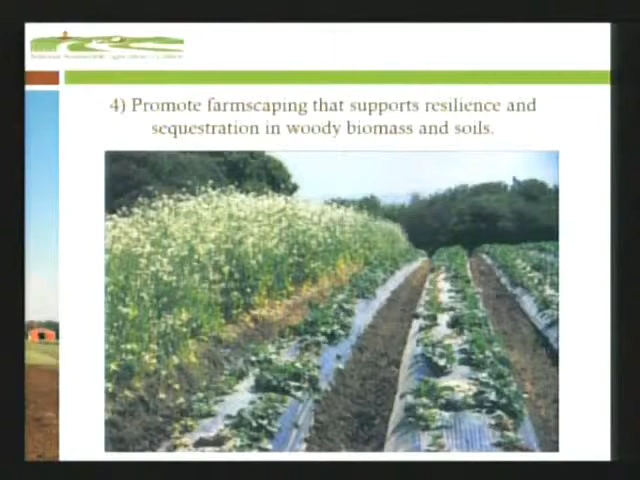 4) Promote farmscaping that supports resilience and
sequestration in woody biomass and soils.